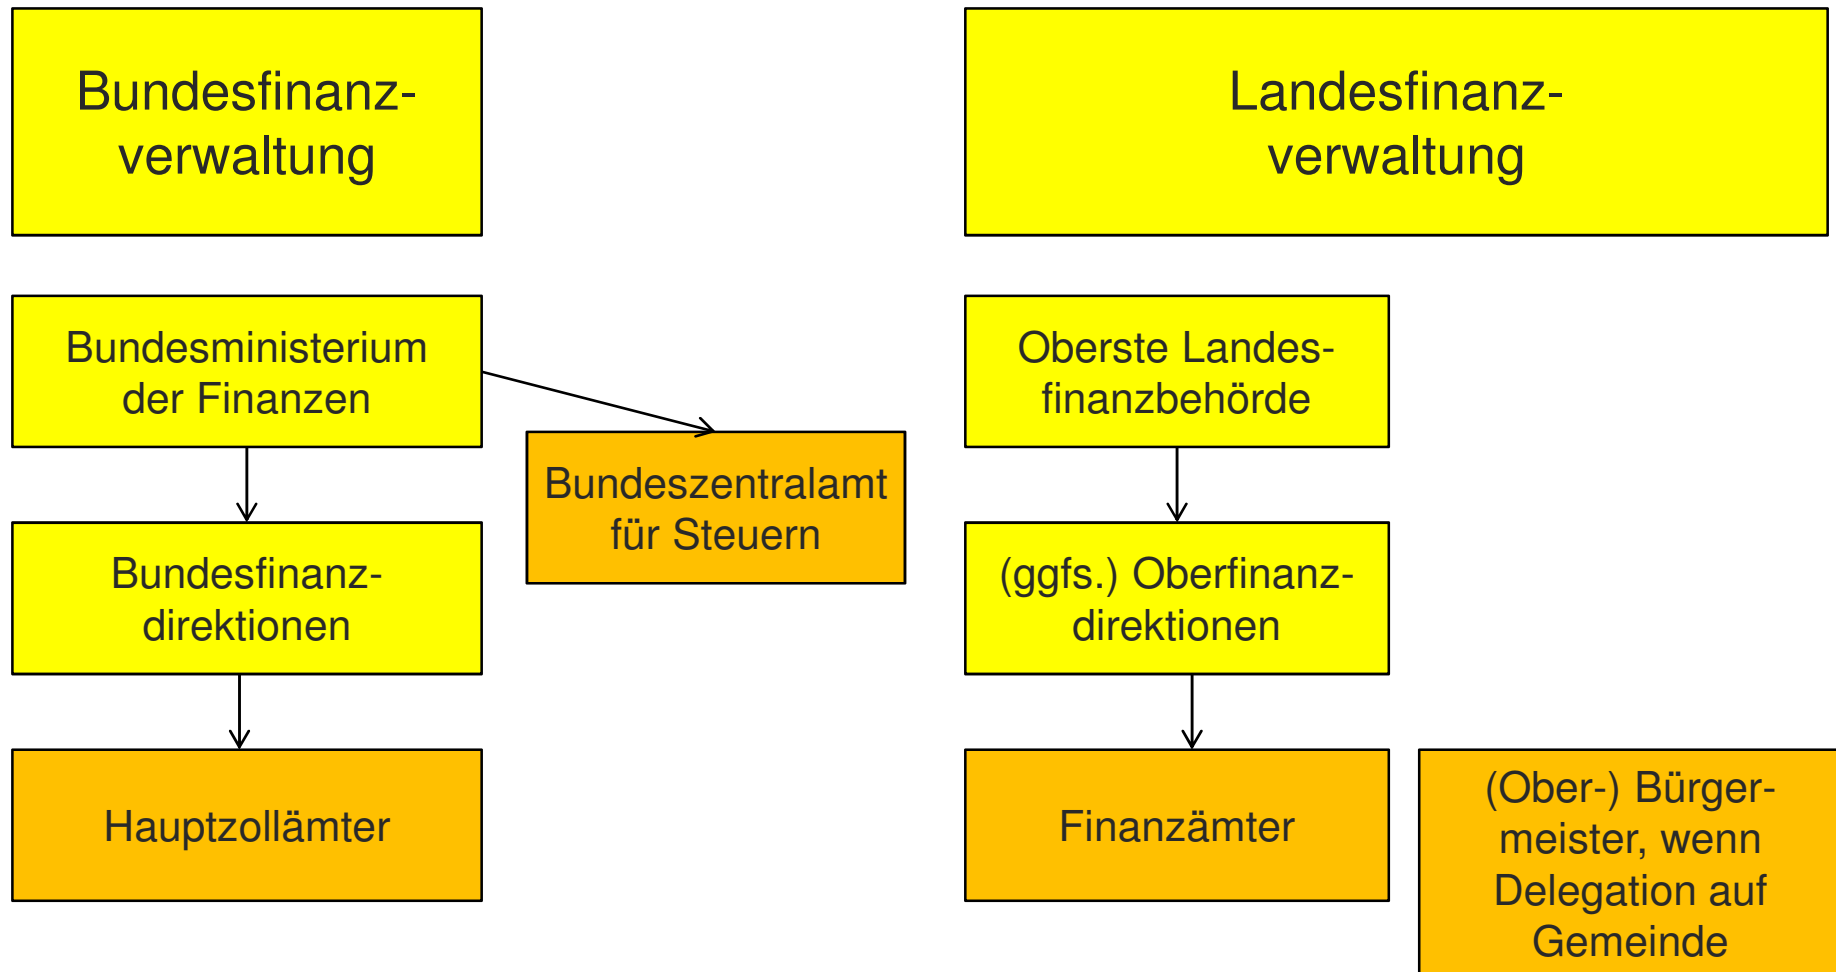 Bundesfinanz-
verwaltung
Landesfinanz-
verwaltung
Bundesministerium
der Finanzen
Bundeszentralamt
für Steuern
Bundesfinanz-
direktionen
Hauptzollämter
Oberste Landes-
finanzbehörde
(ggfs.) Oberfinanz-
direktionen
Finanzämter
(Ober-) Bürger-
meister, wenn
Delegation auf
Gemeinde